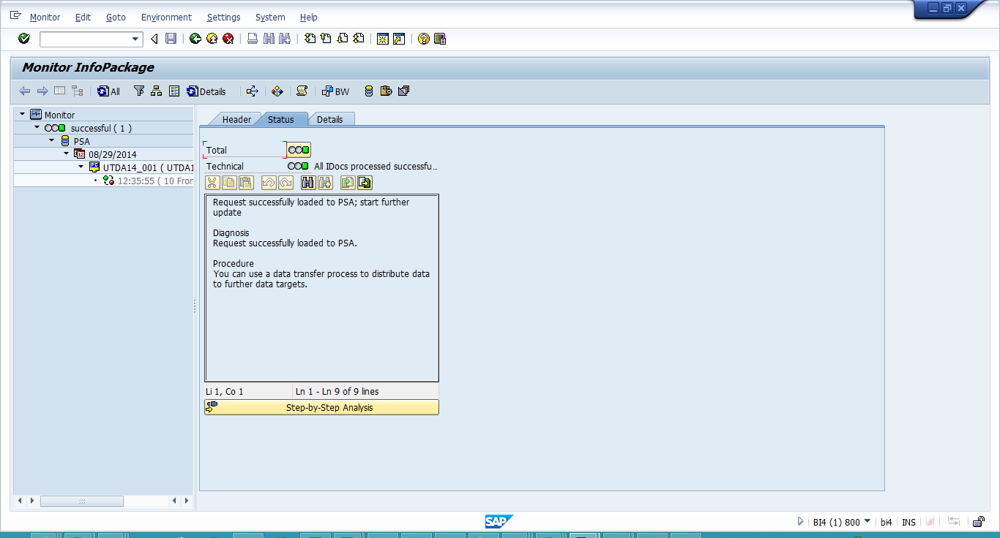 Monitor Edit Goto Environment Settings System Help
Monitor InfoPackage
All Details BW
Monitor
successful ( 1 )
PSA
08/29/2014
UTDA14_001 ( UTDA1
12:35:55 ( 10 Fror
Header Status Details
Total
Technical All IDocs processed successfu...
Request successfully loaded to PSA; start further
update
Diagnosis
Request successfully loaded to PSA.
Procedure
You can use a data transfer process to distribute data
to further data targets.
Li 1, Co 1 Ln 1 - Ln 9 of 9 lines
Step-by-Step Analysis
SAP
BI4 (1) 800 bi4 INS